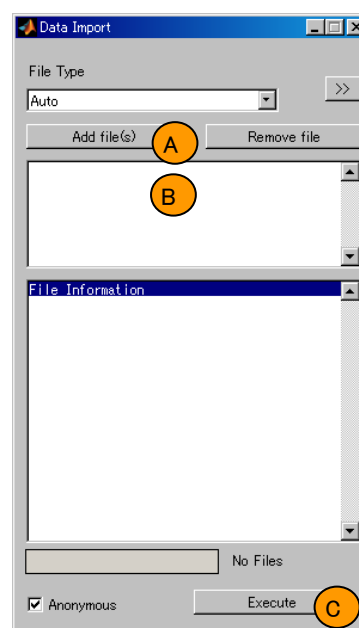 Data Import
File Type
Auto
>>
Add file(s)
A
Remove file
B
File Information
No Files
Anonymous
Execute
C